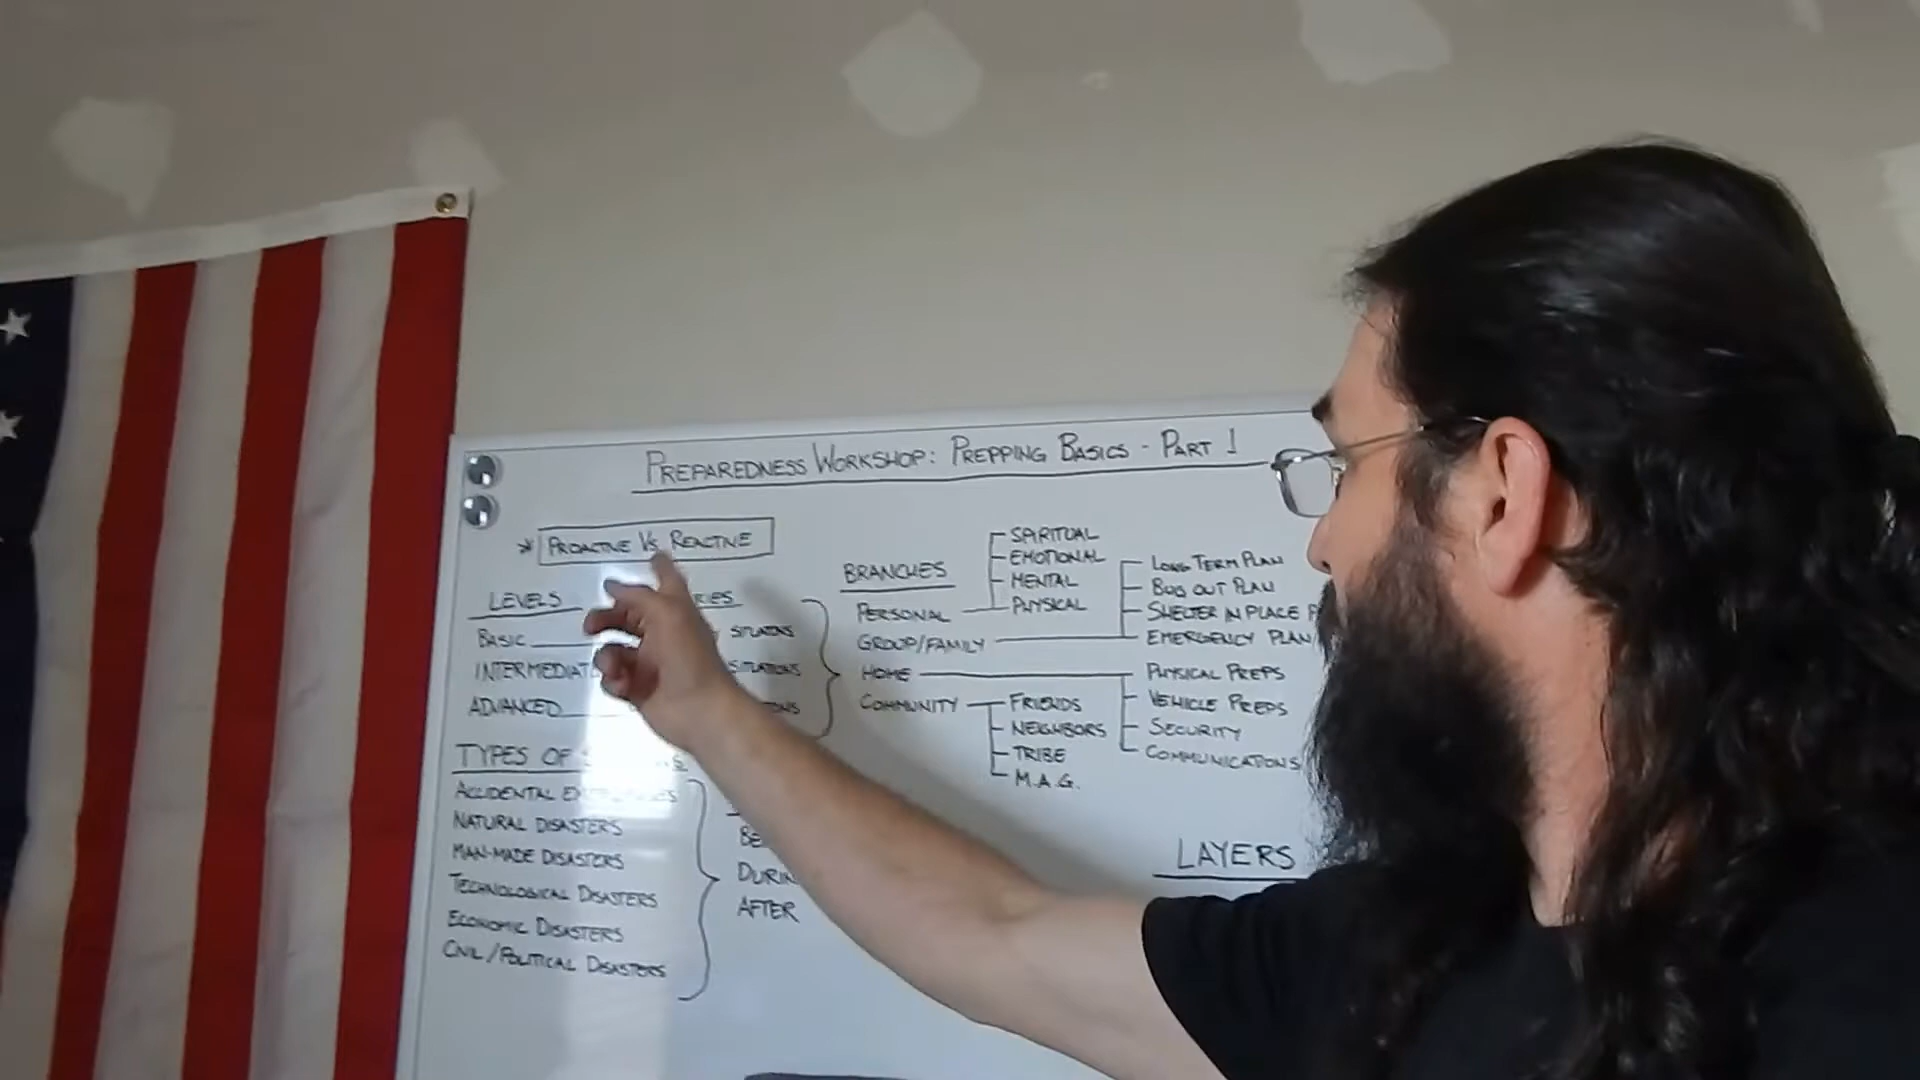 PREPAREDNESS WORKSHOP: PREPPING BASICS - PART 1
* PROACTIVE VS REACTIVE
LEVELS
BASIC
INTERMEDIATE
ADVANCED
SITUATIONS
SITUATIONS
TYPES OF
ACCIDENTAL
NATURAL DISASTERS
MAN-MADE DISASTERS
TECHNOLOGICAL DISASTERS
ECONOMIC DISASTERS
CIVIL/POLITICAL DISASTERS
DURIN
AFTER
BRANCHES
PERSONAL
SPIRITUAL
EMOTIONAL
MENTAL
PHYSICAL
GROUP/FAMILY
LONG TERM PLAN
BUG OUT PLAN
SHELTER IN PLACE P
EMERGENCY PLAN
HOME
PHYSICAL PREPS
VEHICLE PREPS
SECURITY
COMMUNICATIONS
COMMUNITY
FRIENDS
NEIGHBORS
TRIBE
M.A.G.
LAYERS